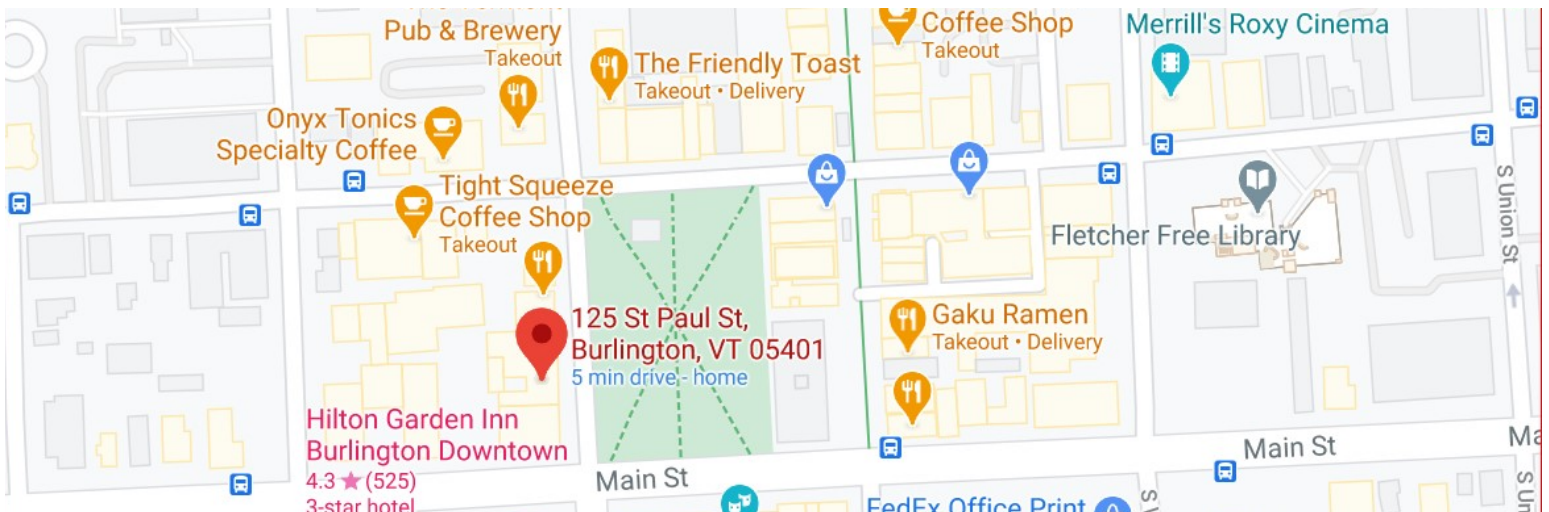 Pub & Brewery
Takeout
The Friendly Toast
Takeout • Delivery
Coffee Shop
Takeout
Merrill's Roxy Cinema
Onyx Tonics
Specialty Coffee
Tight Squeeze
Coffee Shop
Takeout
Fletcher Free Library
S Union St
125 St Paul St,
Burlington, VT 05401
5 min drive - home
Gaku Ramen
Takeout • Delivery
Hilton Garden Inn
Burlington Downtown
4.3 ★ (525)
3-star hotel
Main St
Main St
FedEx Office Print